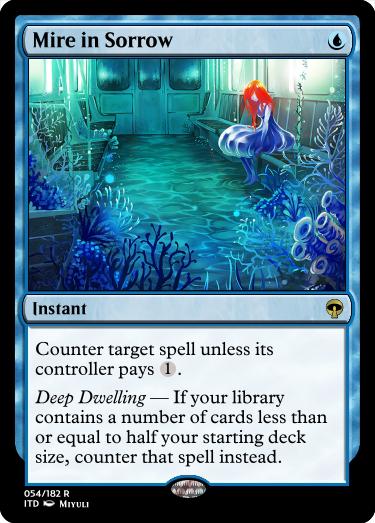 Mire in Sorrow
Instant
Counter target spell unless its
controller pays 1.
Deep Dwelling — If your library
contains a number of cards less than
or equal to half your starting deck
size, counter that spell instead.
054/182 R
ITD Miyuli